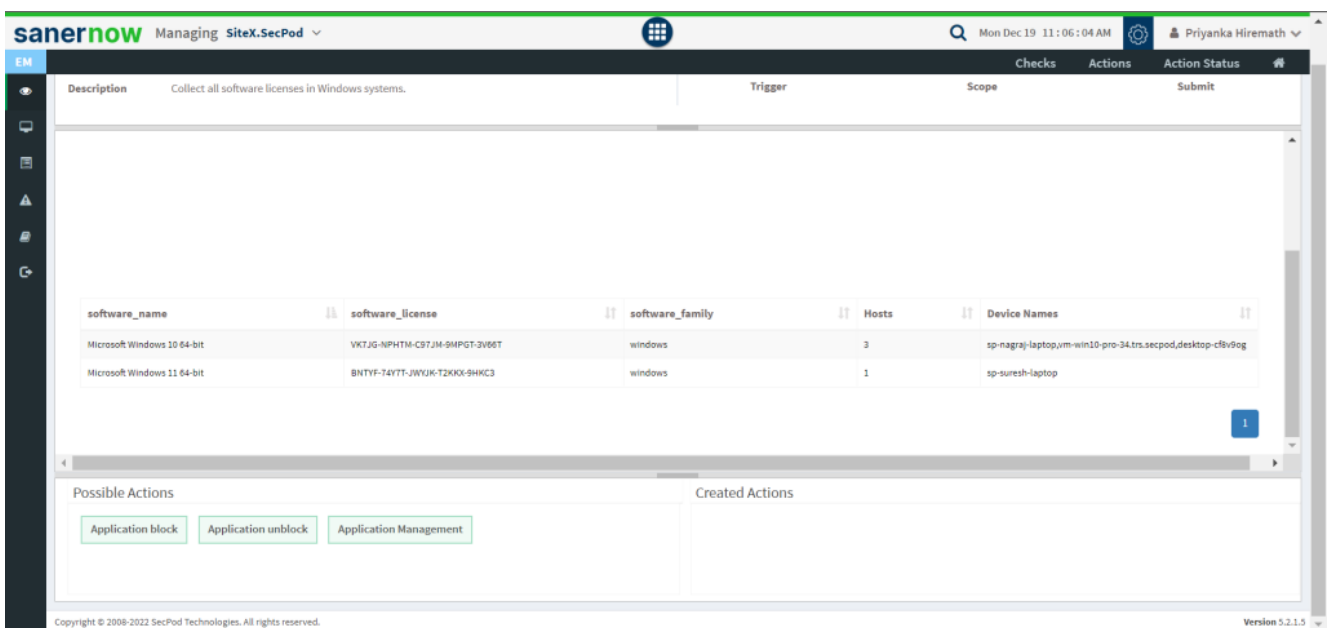 sanernow Managing SiteX.SecPod Mon Dec 19 11:06:04 AM Priyanka Hiremath
EM Checks Actions Action Status
Description Collect all software licenses in Windows systems. Trigger Scope Submit
software_name software_license software_family Hosts Device Names
Microsoft Windows 10 64-bit VK7JG-NPHTM-C97JM-9MPGT-3V66T windows 3 sp-nagraj-laptop,vm-win10-pro-34.trs.secpod,desktop-cf8v9og
Microsoft Windows 11 64-bit BNTYF-74Y7T-JWYJK-T2KKX-9HKC3 windows 1 sp-suresh-laptop
1
Possible Actions Created Actions
Application block Application unblock Application Management
Copyright © 2008-2022 SecPod Technologies. All rights reserved. Version 5.2.1.5